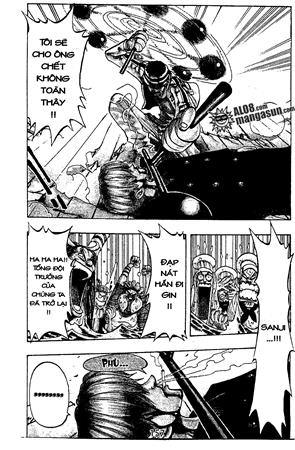 TÔI SẼ
CHO ÔNG
CHẾT
KHÔNG
TOÀN
THÂY
!!
AL08.com
mangasun.com
SANJI
...!!!
ĐẠP
NÁT
HẮN ĐI
GIN !!
HA HA HA!!
TỔNG ĐỘI
TRƯỞNG
CỦA
CHÚNG TA
ĐÃ TRỞ LẠI
!!
PHÙ...
.........